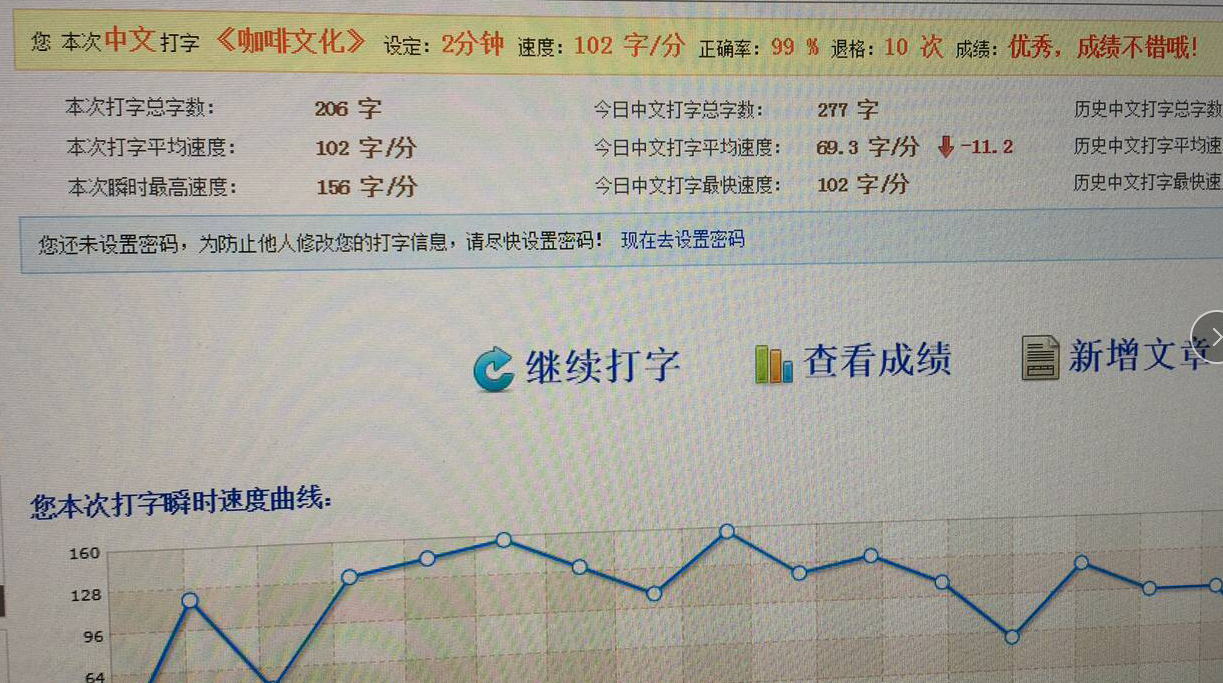 您 本次中文打字 《咖啡文化》 设定: 2分钟 速度: 102 字/分 正确率: 99 % 退格: 10 次 成绩: 优秀，成绩不错哦!
本次打字总字数: 206 字 今日中文打字总字数: 277 字 历史中文打字总字数
本次打字平均速度: 102 字/分 今日中文打字平均速度: 69.3 字/分 -11.2 历史中文打字平均速
本次瞬时最高速度: 156 字/分 今日中文打字最快速度: 102 字/分 历史中文打字最快速
您还未设置密码，为防止他人修改您的打字信息，请尽快设置密码! 现在去设置密码
继续打字 查看成绩 新增文章
您本次打字瞬时速度曲线:
160
128
96
64